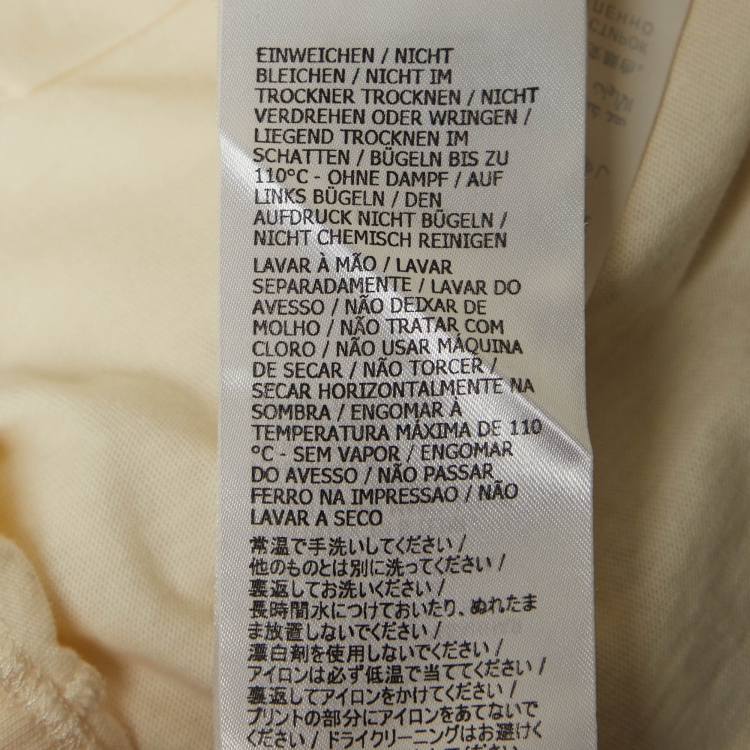 EINWEICHEN / NICHT
BLEICHEN / NICHT IM
TROCKNER TROCKNEN / NICHT
VERDREHEN ODER WRINGEN /
LIEGEND TROCKNEN IM
SCHATTEN / BÜGELN BIS ZU
110°C - OHNE DAMPF / AUF
LINKS BÜGELN / DEN
AUFDRUCK NICHT BÜGELN /
NICHT CHEMISCH REINIGEN
LAVAR À MÃO / LAVAR
SEPARADAMENTE / LAVAR DO
AVESSO / NÃO DEIXAR DE
MOLHO / NÃO TRATAR COM
CLORO / NÃO USAR MÁQUINA
DE SECAR / NÃO TORCER /
SECAR HORIZONTALMENTE NA
SOMBRA / ENGOMAR À
TEMPERATURA MÁXIMA DE 110
°C - SEM VAPOR / ENGOMAR
DO AVESSO / NÃO PASSAR
FERRO NA IMPRESSAO / NÃO
LAVAR A SECO
常温で手洗いしてください /
他のものとは別に洗ってください /
裏返してお洗いください /
長時間水につけておいたり、ぬれたま
ま放置しないでください /
漂白剤を使用しないでください /
アイロンは必ず低温で当ててください /
裏返してアイロンをかけてください /
プリントの部分にアイロンをあてないで
ください / ドライクリーニングはお避けく